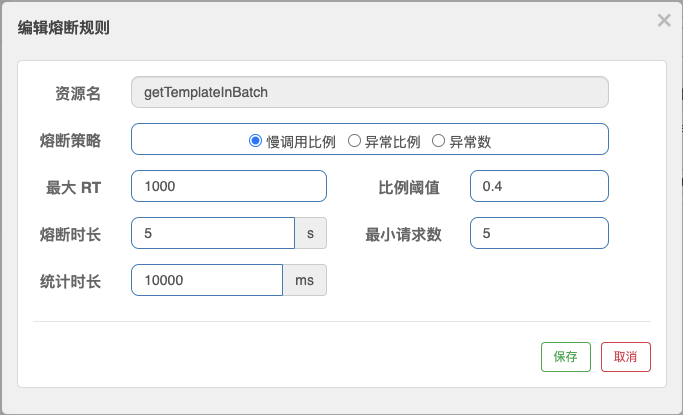 编辑熔断规则
×
资源名 getTemplateInBatch
熔断策略 慢调用比例 异常比例 异常数
最大 RT 1000 比例阈值 0.4
熔断时长 5 s 最小请求数 5
统计时长 10000 ms
保存 取消